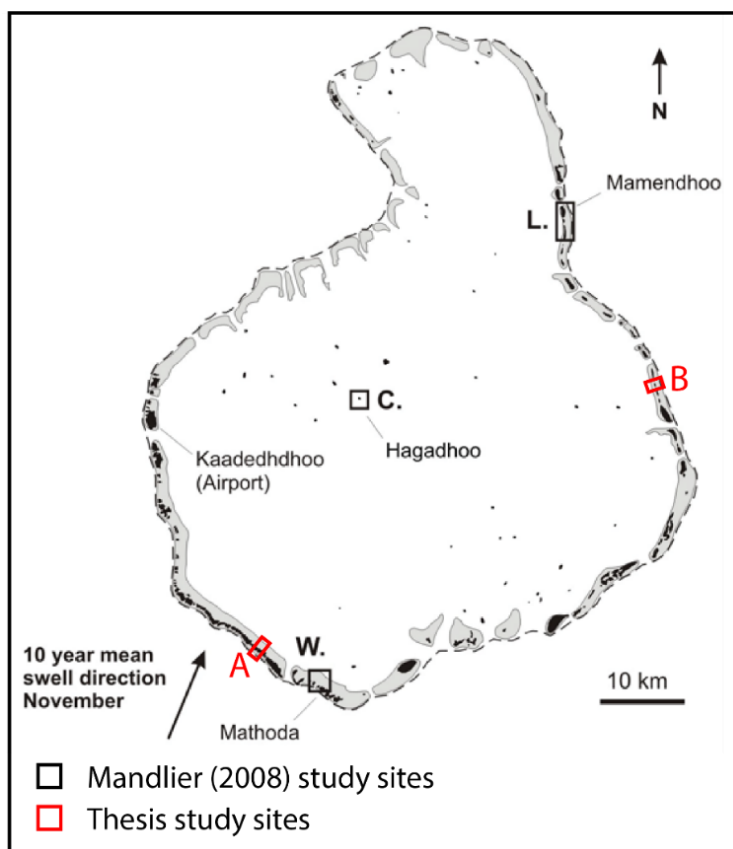 N
Mamendhoo
L.
B
C.
Hagadhoo
Kaadedhdhoo
(Airport)
10 year mean
swell direction
November
A
W.
Mathoda
10 km
Mandlier (2008) study sites
Thesis study sites